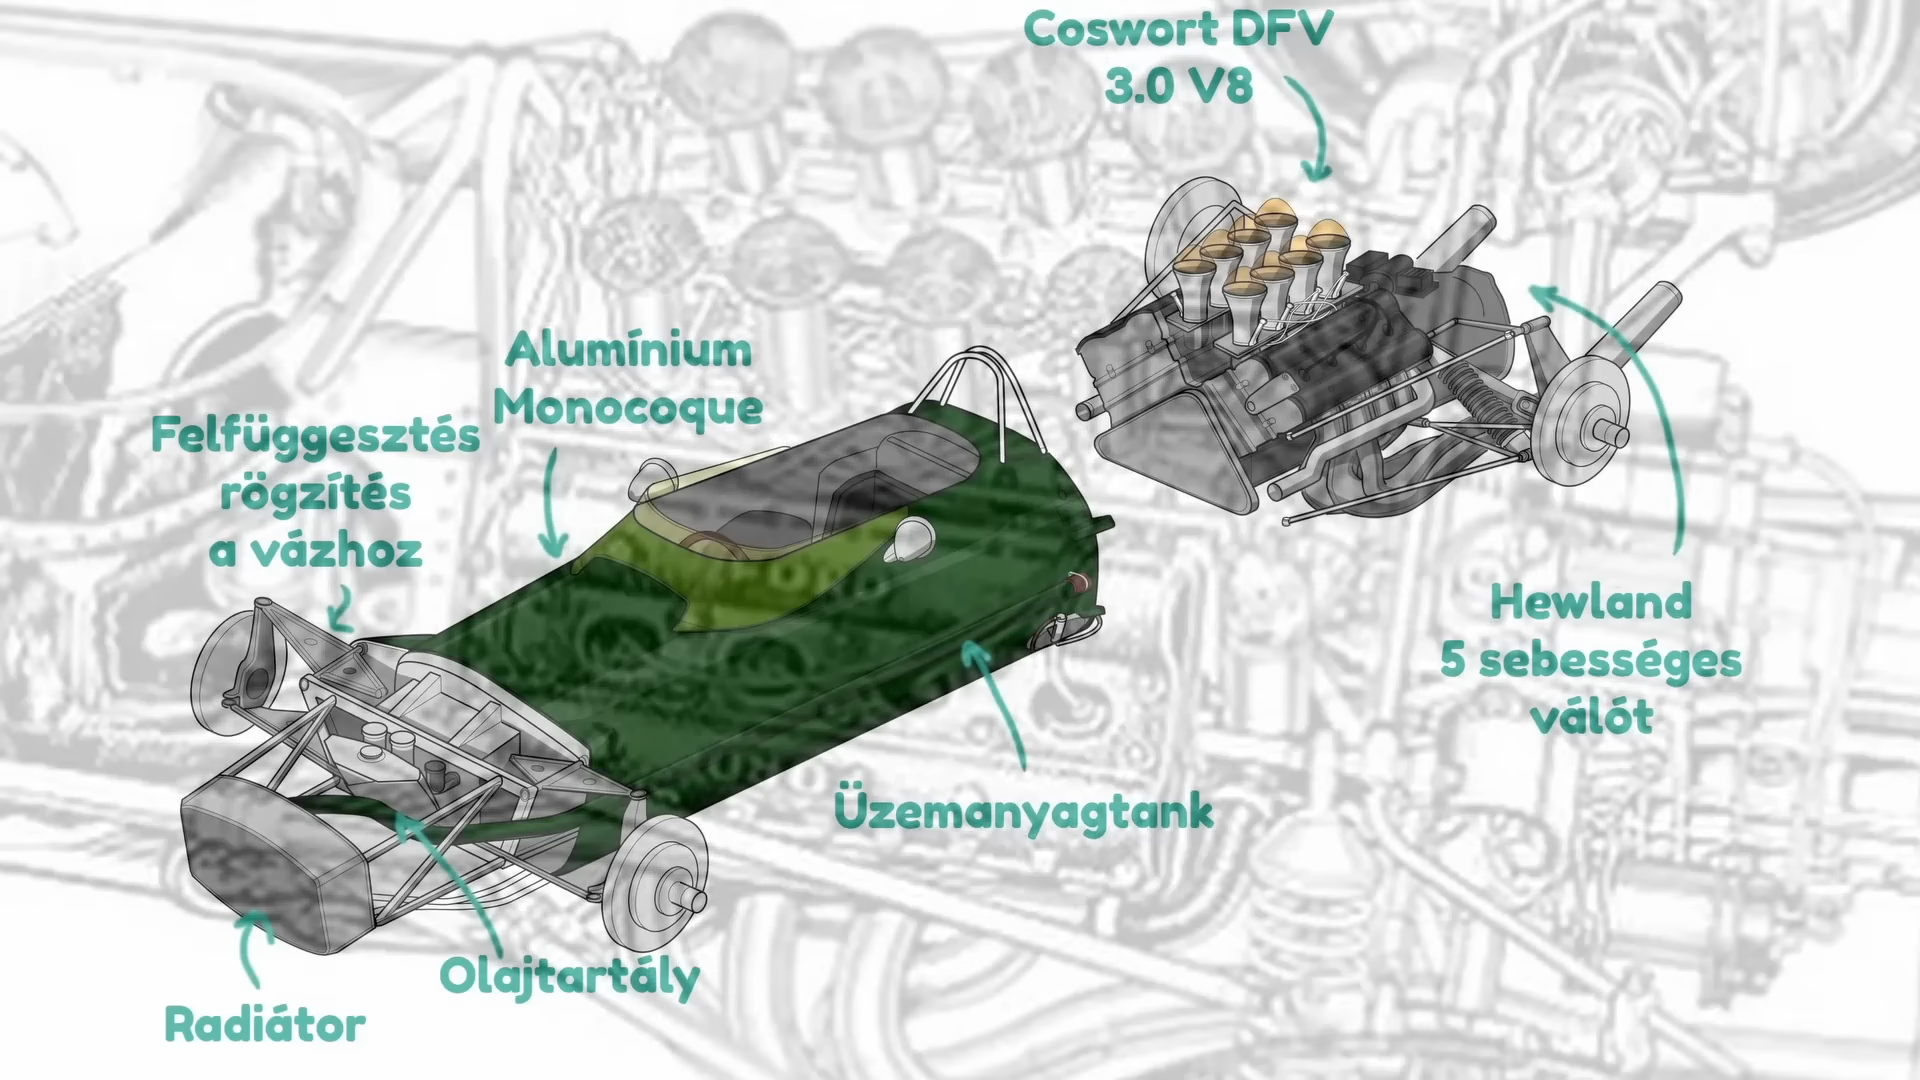 Coswort DFV
3.0 V8
Alumínium
Monocoque
Felfüggesztés
rögzítés
a vázhoz
Hewland
5 sebességes
válót
Üzemanyagtank
Olajtartály
Radiátor